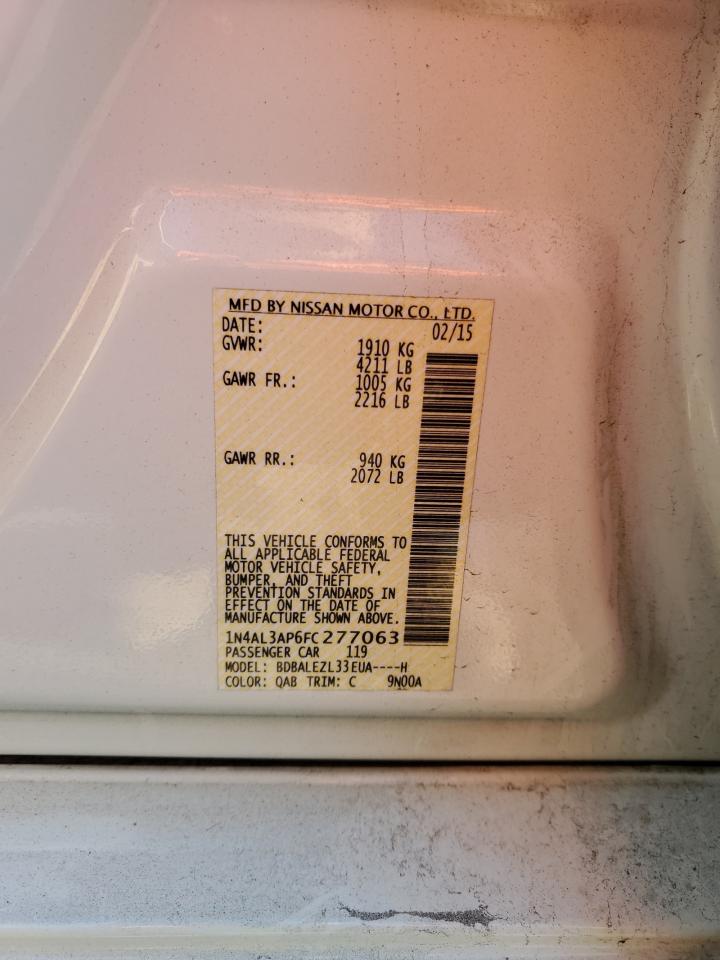 MFD BY NISSAN MOTOR CO., LTD.
DATE: 02/15
GVWR: 1910 KG
4211 LB
GAWR FR.: 1005 KG
2216 LB
GAWR RR.: 940 KG
2072 LB
THIS VEHICLE CONFORMS TO
ALL APPLICABLE FEDERAL
MOTOR VEHICLE SAFETY,
BUMPER, AND THEFT
PREVENTION STANDARDS IN
EFFECT ON THE DATE OF
MANUFACTURE SHOWN ABOVE.
1N4AL3AP6FC277063
PASSENGER CAR 119
MODEL: BDBALEZL33EUA----H
COLOR: QAB TRIM: C 9N00A